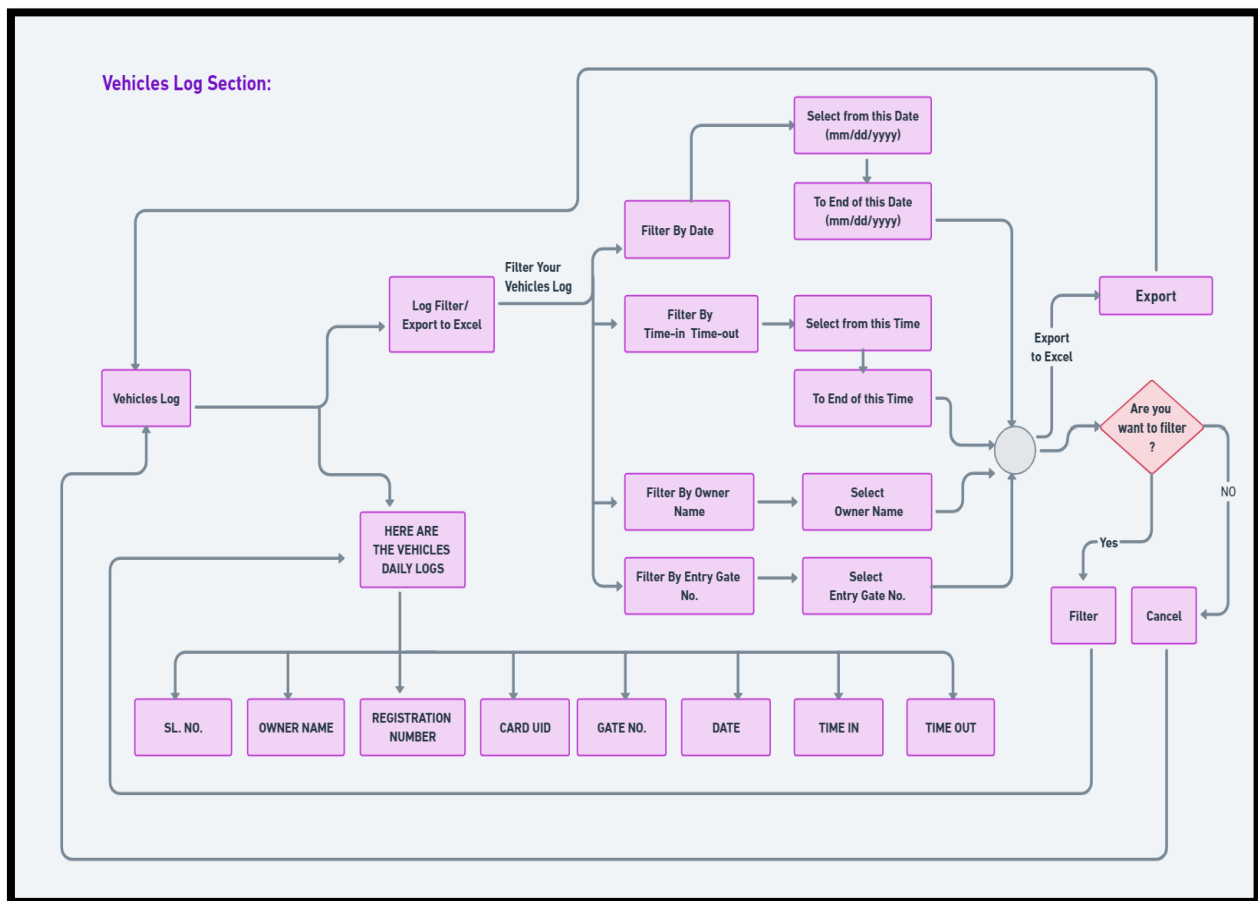 Vehicles Log Section:
Select from this Date
(mm/dd/yyyy)
To End of this Date
(mm/dd/yyyy)
Filter By Date
Filter Your
Vehicles Log
Log Filter/
Export to Excel
Filter By
Time-in Time-out
Select from this Time
To End of this Time
Export
Export
to Excel
Vehicles Log
Are you
want to filter
?
NO
Yes
Filter By Owner
Name
Select
Owner Name
HERE ARE
THE VEHICLES
DAILY LOGS
Filter By Entry Gate
No.
Select
Entry Gate No.
Filter
Cancel
SL. NO.
OWNER NAME
REGISTRATION
NUMBER
CARD UID
GATE NO.
DATE
TIME IN
TIME OUT